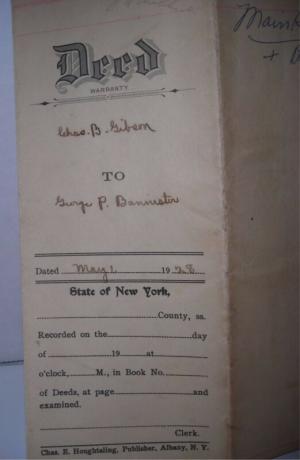 Deed
WARRANTY
Chas. B. Gibson
TO
George P. Bannister
Dated May 1 1928
State of New York,
County, ss.
Recorded on the day
of 19 at
o'clock, M., in Book No.
of Deeds, at page and
examined.
Clerk.
Chas. E. Houghtaling, Publisher, Albany, N. Y.